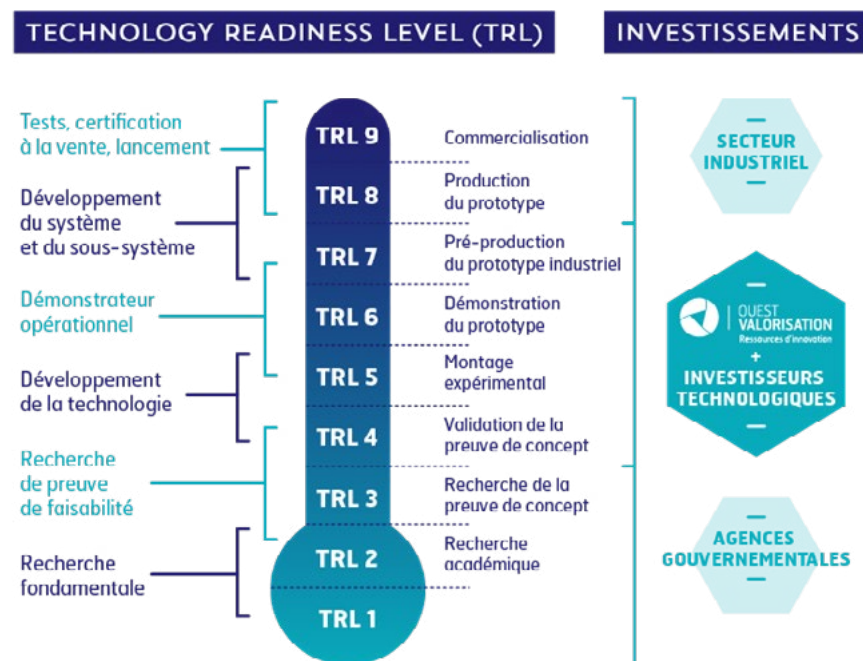 TECHNOLOGY READINESS LEVEL (TRL)
INVESTISSEMENTS
Tests, certification
à la vente, lancement
Développement
du système
et du sous-système
Démonstrateur
opérationnel
Développement
de la technologie
Recherche
de preuve
de faisabilité
Recherche
fondamentale
TRL 9
TRL 8
TRL 7
TRL 6
TRL 5
TRL 4
TRL 3
TRL 2
TRL 1
Commercialisation
Production
du prototype
Pré-production
du prototype industriel
Démonstration
du prototype
Montage
expérimental
Validation de la
preuve de concept
Recherche de la
preuve de concept
Recherche
académique
SECTEUR
INDUSTRIEL
OUEST
VALORISATION
Ressources d'innovation
+
INVESTISSEURS
TECHNOLOGIQUES
AGENCES
GOUVERNEMENTALES